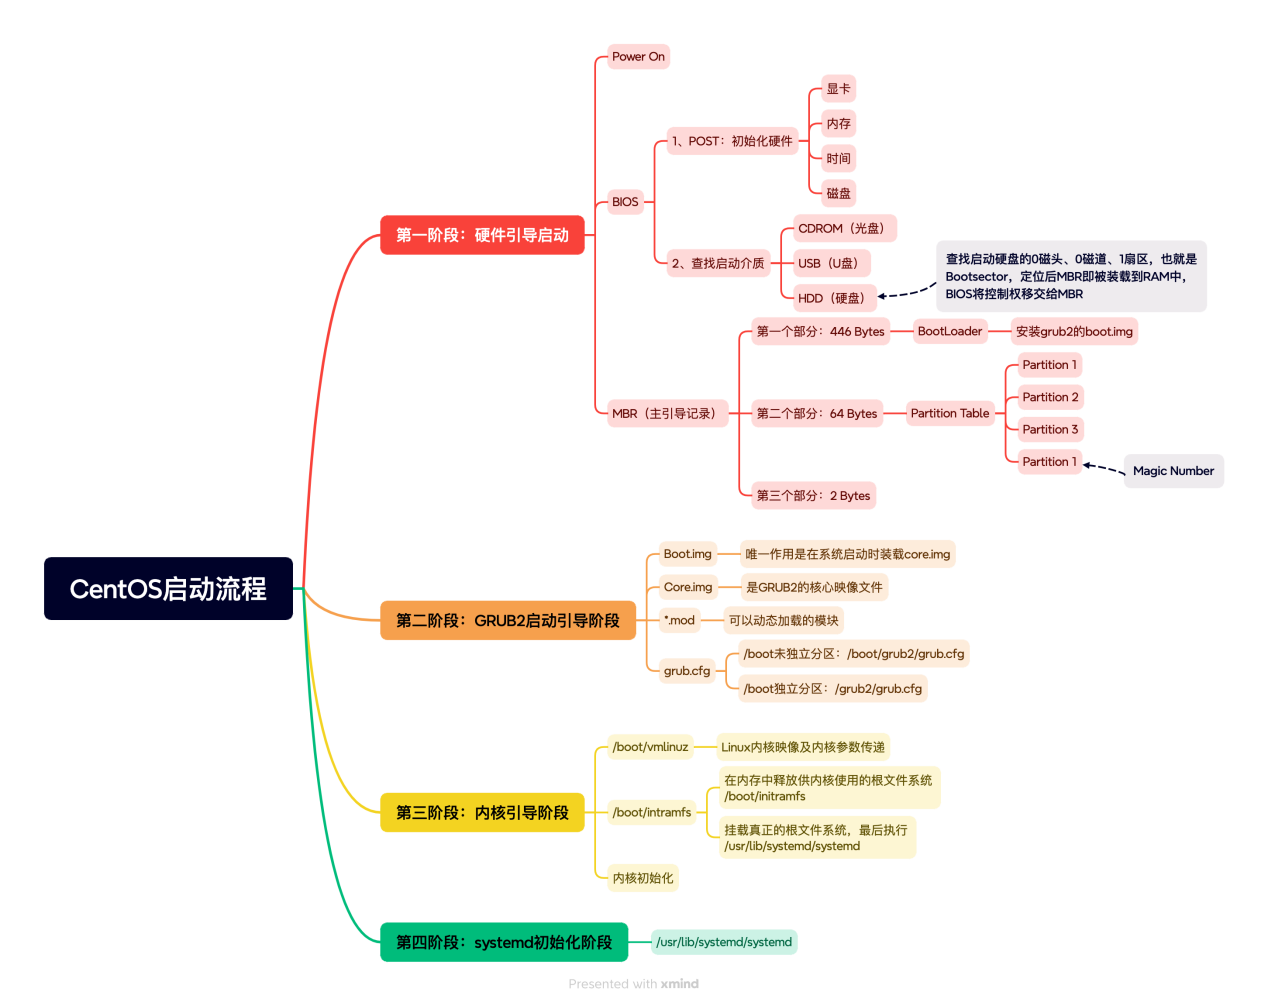 CentOS启动流程
第一阶段：硬件引导启动
Power On
BIOS
1、POST：初始化硬件
显卡
内存
时间
磁盘
2、查找启动介质
CDROM（光盘）
USB（U盘）
HDD（硬盘）
查找启动硬盘的0磁头、0磁道、1扇区，也就是
Bootsector，定位后MBR即被装载到RAM中，
BIOS将控制权移交给MBR
MBR（主引导记录）
第一个部分：446 Bytes
BootLoader
安装grub2的boot.img
第二个部分：64 Bytes
Partition Table
Partition 1
Partition 2
Partition 3
Partition 1
Magic Number
第三个部分：2 Bytes
第二阶段：GRUB2启动引导阶段
Boot.img
唯一作用是在系统启动时装载core.img
Core.img
是GRUB2的核心映像文件
*.mod
可以动态加载的模块
grub.cfg
/boot未独立分区：/boot/grub2/grub.cfg
/boot独立分区：/grub2/grub.cfg
第三阶段：内核引导阶段
/boot/vmlinuz
Linux内核映像及内核参数传递
/boot/intramfs
在内存中释放供内核使用的根文件系统
/boot/initramfs
挂载真正的根文件系统，最后执行
/usr/lib/systemd/systemd
内核初始化
第四阶段：systemd初始化阶段
/usr/lib/systemd/systemd
Presented with xmind